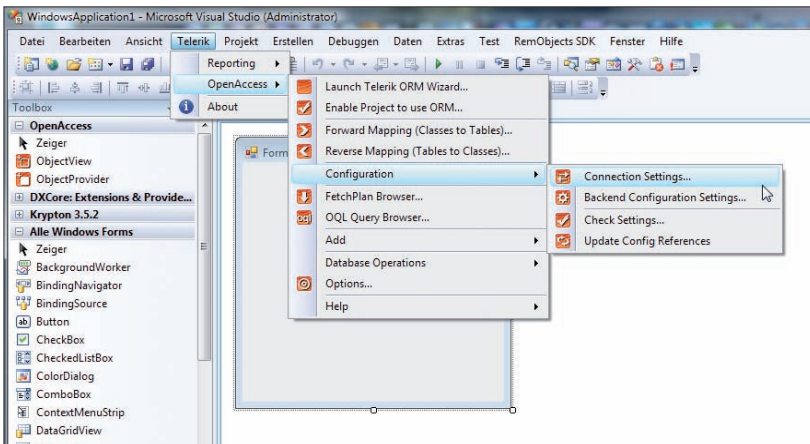 WindowsApplication1 - Microsoft Visual Studio (Administrator)
Datei Bearbeiten Ansicht Telerik Projekt Erstellen Debuggen Daten Extras Test RemObjects SDK Fenster Hilfe
Reporting
OpenAccess
About
Launch Telerik ORM Wizard...
Enable Project to use ORM...
Forward Mapping (Classes to Tables)...
Reverse Mapping (Tables to Classes)...
Configuration
FetchPlan Browser...
OQL Query Browser...
Add
Database Operations
Options...
Help
Connection Settings...
Backend Configuration Settings...
Check Settings...
Update Config References
Toolbox
OpenAccess
Zeiger
ObjectView
ObjectProvider
DXCore: Extensions & Provide...
Krypton 3.5.2
Alle Windows Forms
Zeiger
BackgroundWorker
BindingNavigator
BindingSource
Button
CheckBox
CheckedListBox
ColorDialog
ComboBox
ContextMenuStrip
DataGridView
Form